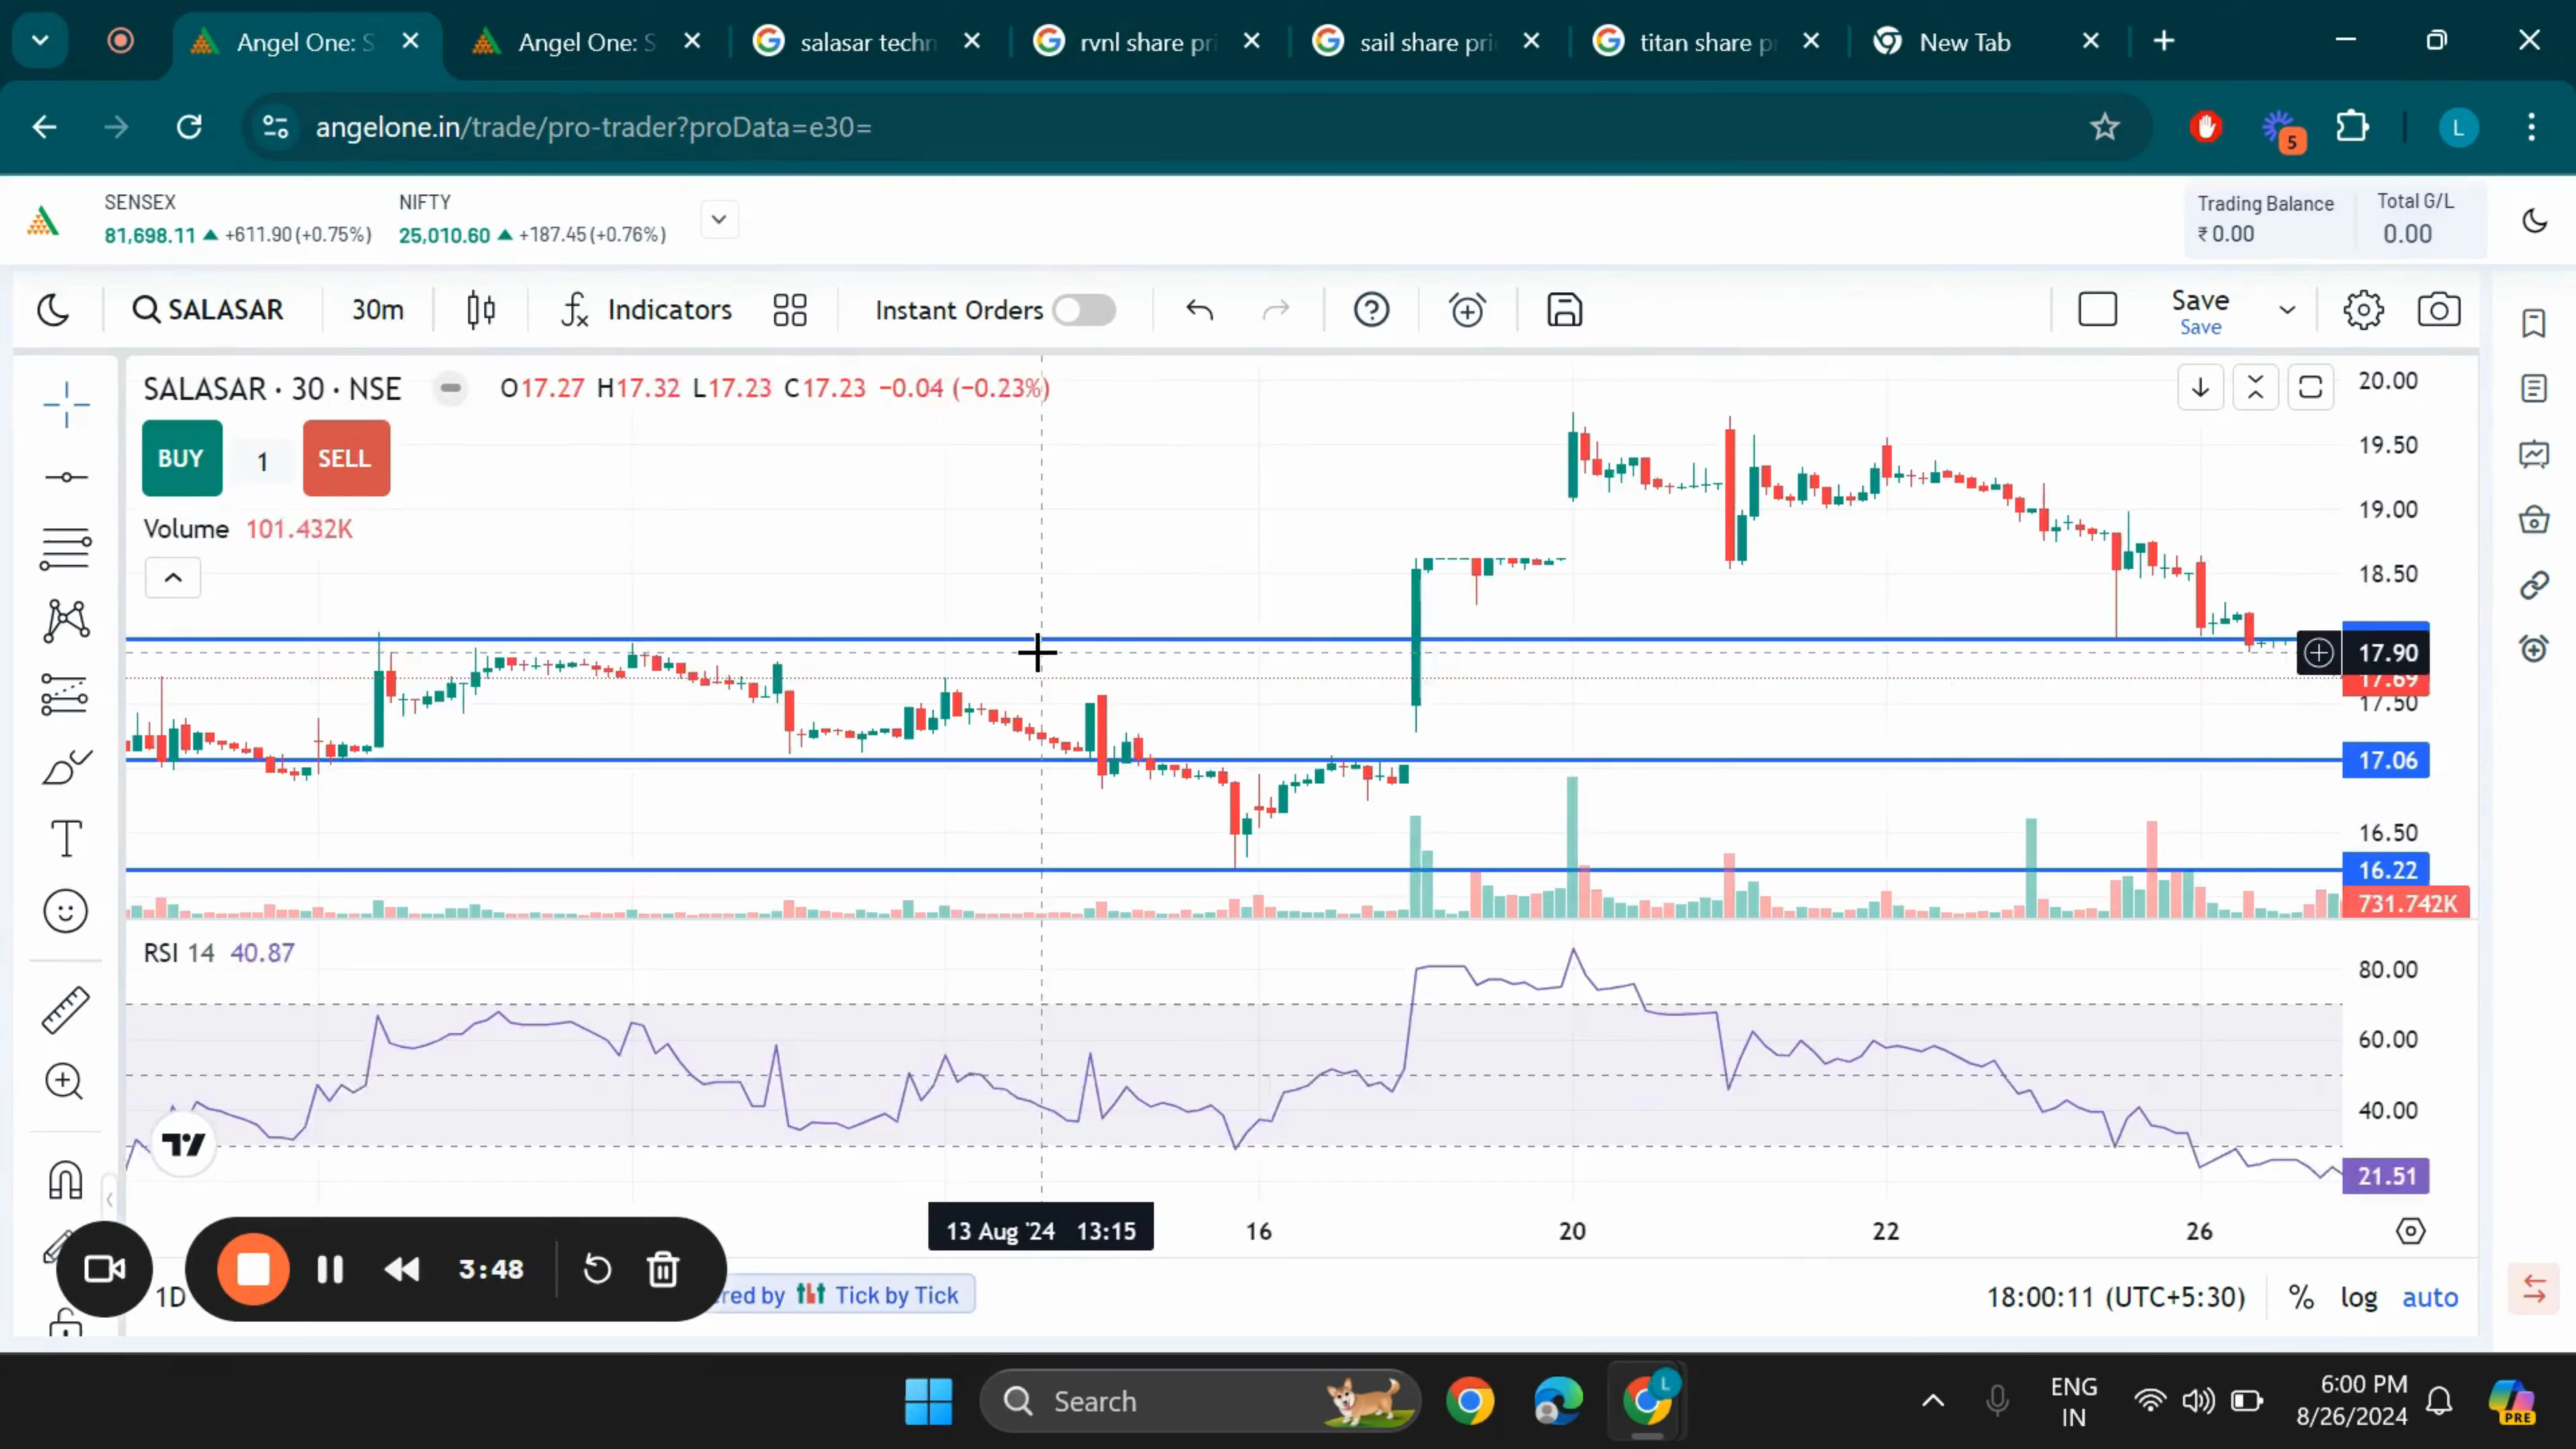 Angel One: S
Angel One: S
salasar techn
rvnl share pri
sail share pri
titan share p
New Tab
angelone.in/trade/pro-trader?proData=e30=
5
L
SENSEX
81,698.11 +611.90(+0.75%)
NIFTY
25,010.60 +187.45(+0.76%)
Trading Balance
₹ 0.00
Total G/L
0.00
SALASAR
30m
Indicators
Instant Orders
Save
Save
SALASAR · 30 · NSE
O17.27 H17.32 L17.23 C17.23 −0.04 (−0.23%)
BUY
1
SELL
Volume 101.432K
20.00
19.50
19.00
18.50
17.90
17.69
17.50
17.06
16.50
16.22
731.742K
RSI 14 40.87
80.00
60.00
40.00
21.51
13 Aug '24 13:15
16
20
22
26
3:48
1D
red by Tick by Tick
18:00:11 (UTC+5:30)
%
log
auto
Search
L
ENG
IN
6:00 PM
8/26/2024
PRE